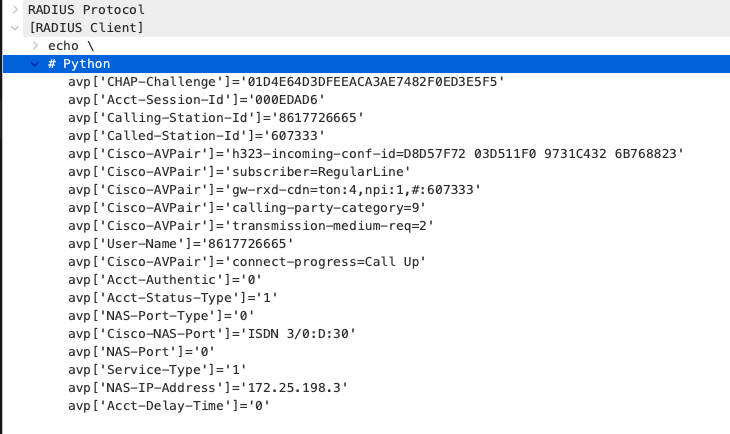 RADIUS Protocol
[RADIUS Client]
echo \
# Python
avp['CHAP-Challenge']='01D4E64D3DFEEACA3AE7482F0ED3E5F5'
avp['Acct-Session-Id']='000EDAD6'
avp['Calling-Station-Id']='8617726665'
avp['Called-Station-Id']='607333'
avp['Cisco-AVPair']='h323-incoming-conf-id=D8D57F72 03D511F0 9731C432 6B768823'
avp['Cisco-AVPair']='subscriber=RegularLine'
avp['Cisco-AVPair']='gw-rxd-cdn=ton:4,npi:1,#:607333'
avp['Cisco-AVPair']='calling-party-category=9'
avp['Cisco-AVPair']='transmission-medium-req=2'
avp['User-Name']='8617726665'
avp['Cisco-AVPair']='connect-progress=Call Up'
avp['Acct-Authentic']='0'
avp['Acct-Status-Type']='1'
avp['NAS-Port-Type']='0'
avp['Cisco-NAS-Port']='ISDN 3/0:D:30'
avp['NAS-Port']='0'
avp['Service-Type']='1'
avp['NAS-IP-Address']='172.25.198.3'
avp['Acct-Delay-Time']='0'